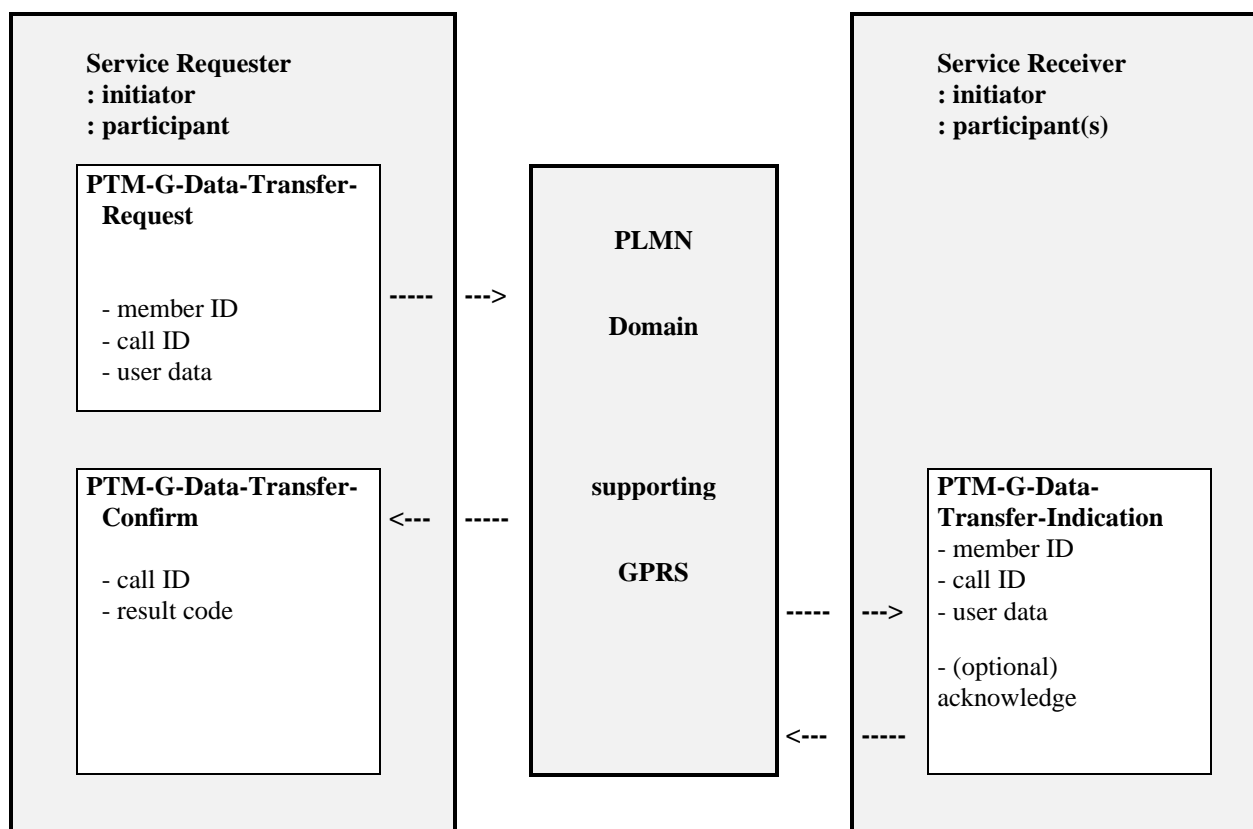 Service Requester
: initiator
: participant
PTM-G-Data-Transfer-
Request
- member ID
- call ID
- user data
----- --->
PTM-G-Data-Transfer-
Confirm
- call ID
- result code
<--- -----
PLMN
Domain
supporting
GPRS
Service Receiver
: initiator
: participant(s)
----- --->
PTM-G-Data-
Transfer-Indication
- member ID
- call ID
- user data
- (optional)
acknowledge
<--- -----